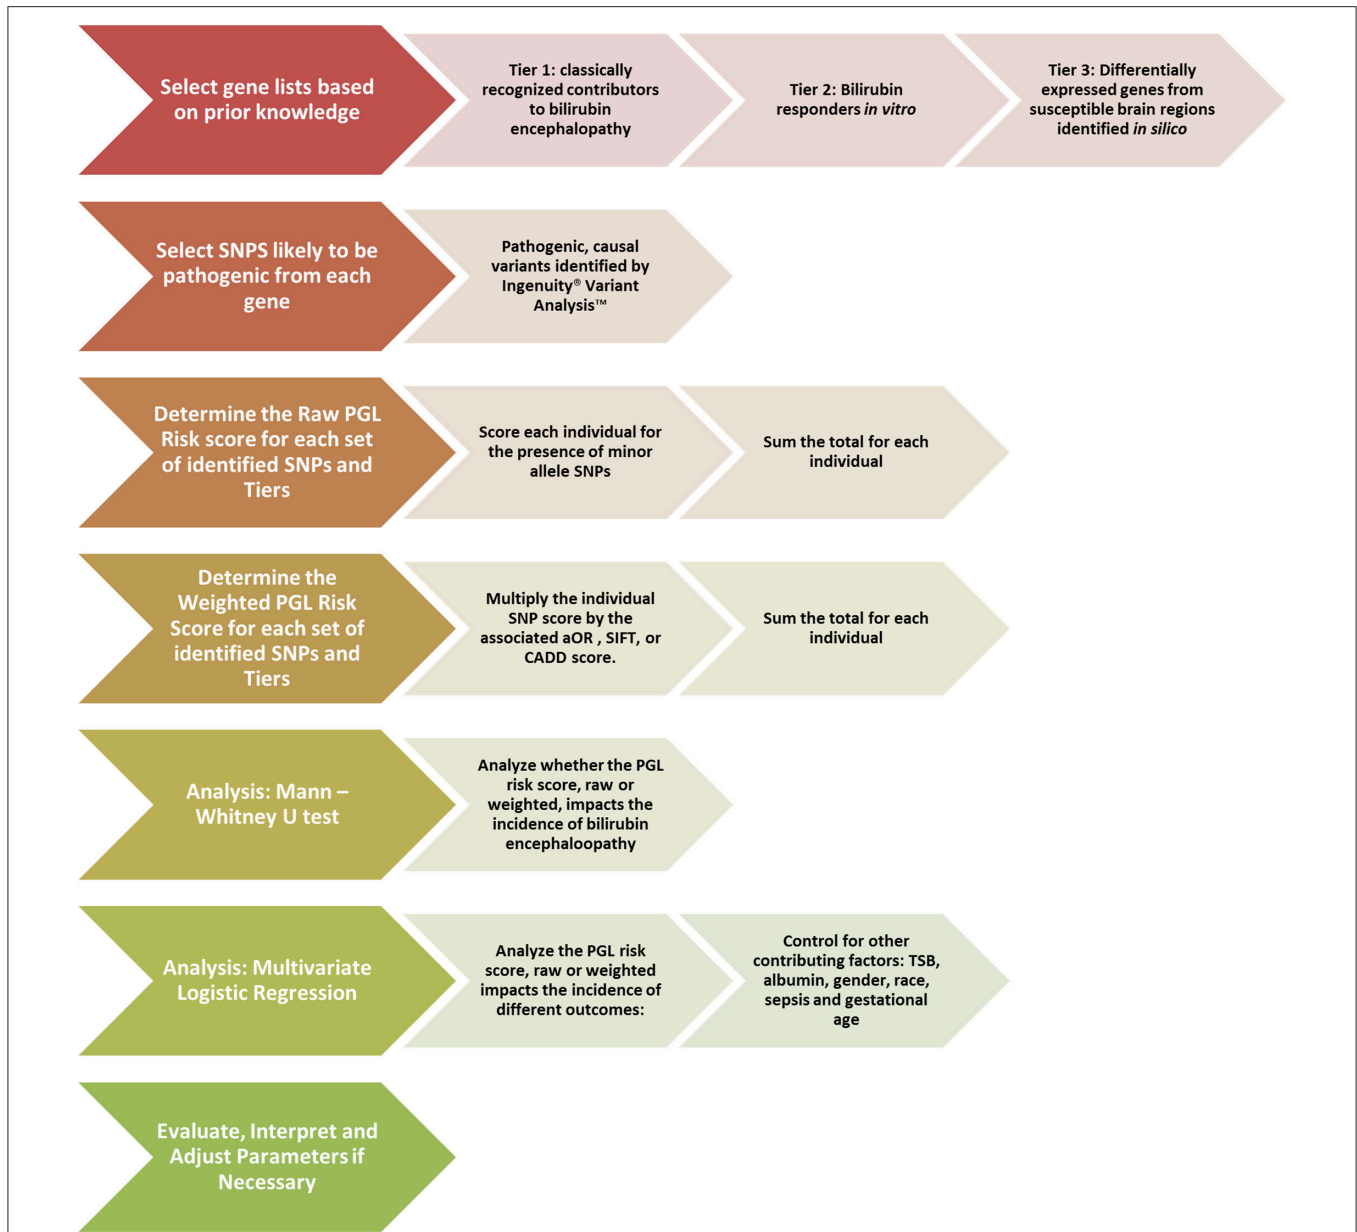 Select gene lists based
on prior knowledge
Tier 1: classically
recognized contributors
to bilirubin
encephalopathy
Tier 2: Bilirubin
responders in vitro
Tier 3: Differentially
expressed genes from
susceptible brain regions
identified in silico
Select SNPS likely to be
pathogenic from each
gene
Pathogenic, causal
variants identified by
Ingenuity® Variant
Analysis™
Determine the Raw PGL
Risk score for each set
of identified SNPs and
Tiers
Score each individual for
the presence of minor
allele SNPs
Sum the total for each
individual
Determine the
Weighted PGL Risk
Score for each set of
identified SNPs and
Tiers
Multiply the individual
SNP score by the
associated aOR , SIFT, or
CADD score.
Sum the total for each
individual
Analysis: Mann –
Whitney U test
Analyze whether the PGL
risk score, raw or
weighted, impacts the
incidence of bilirubin
encephaloopathy
Analysis: Multivariate
Logistic Regression
Analyze the PGL risk
score, raw or weighted
impacts the incidence of
different outcomes:
Control for other
contributing factors: TSB,
albumin, gender, race,
sepsis and gestational
age
Evaluate, Interpret and
Adjust Parameters if
Necessary